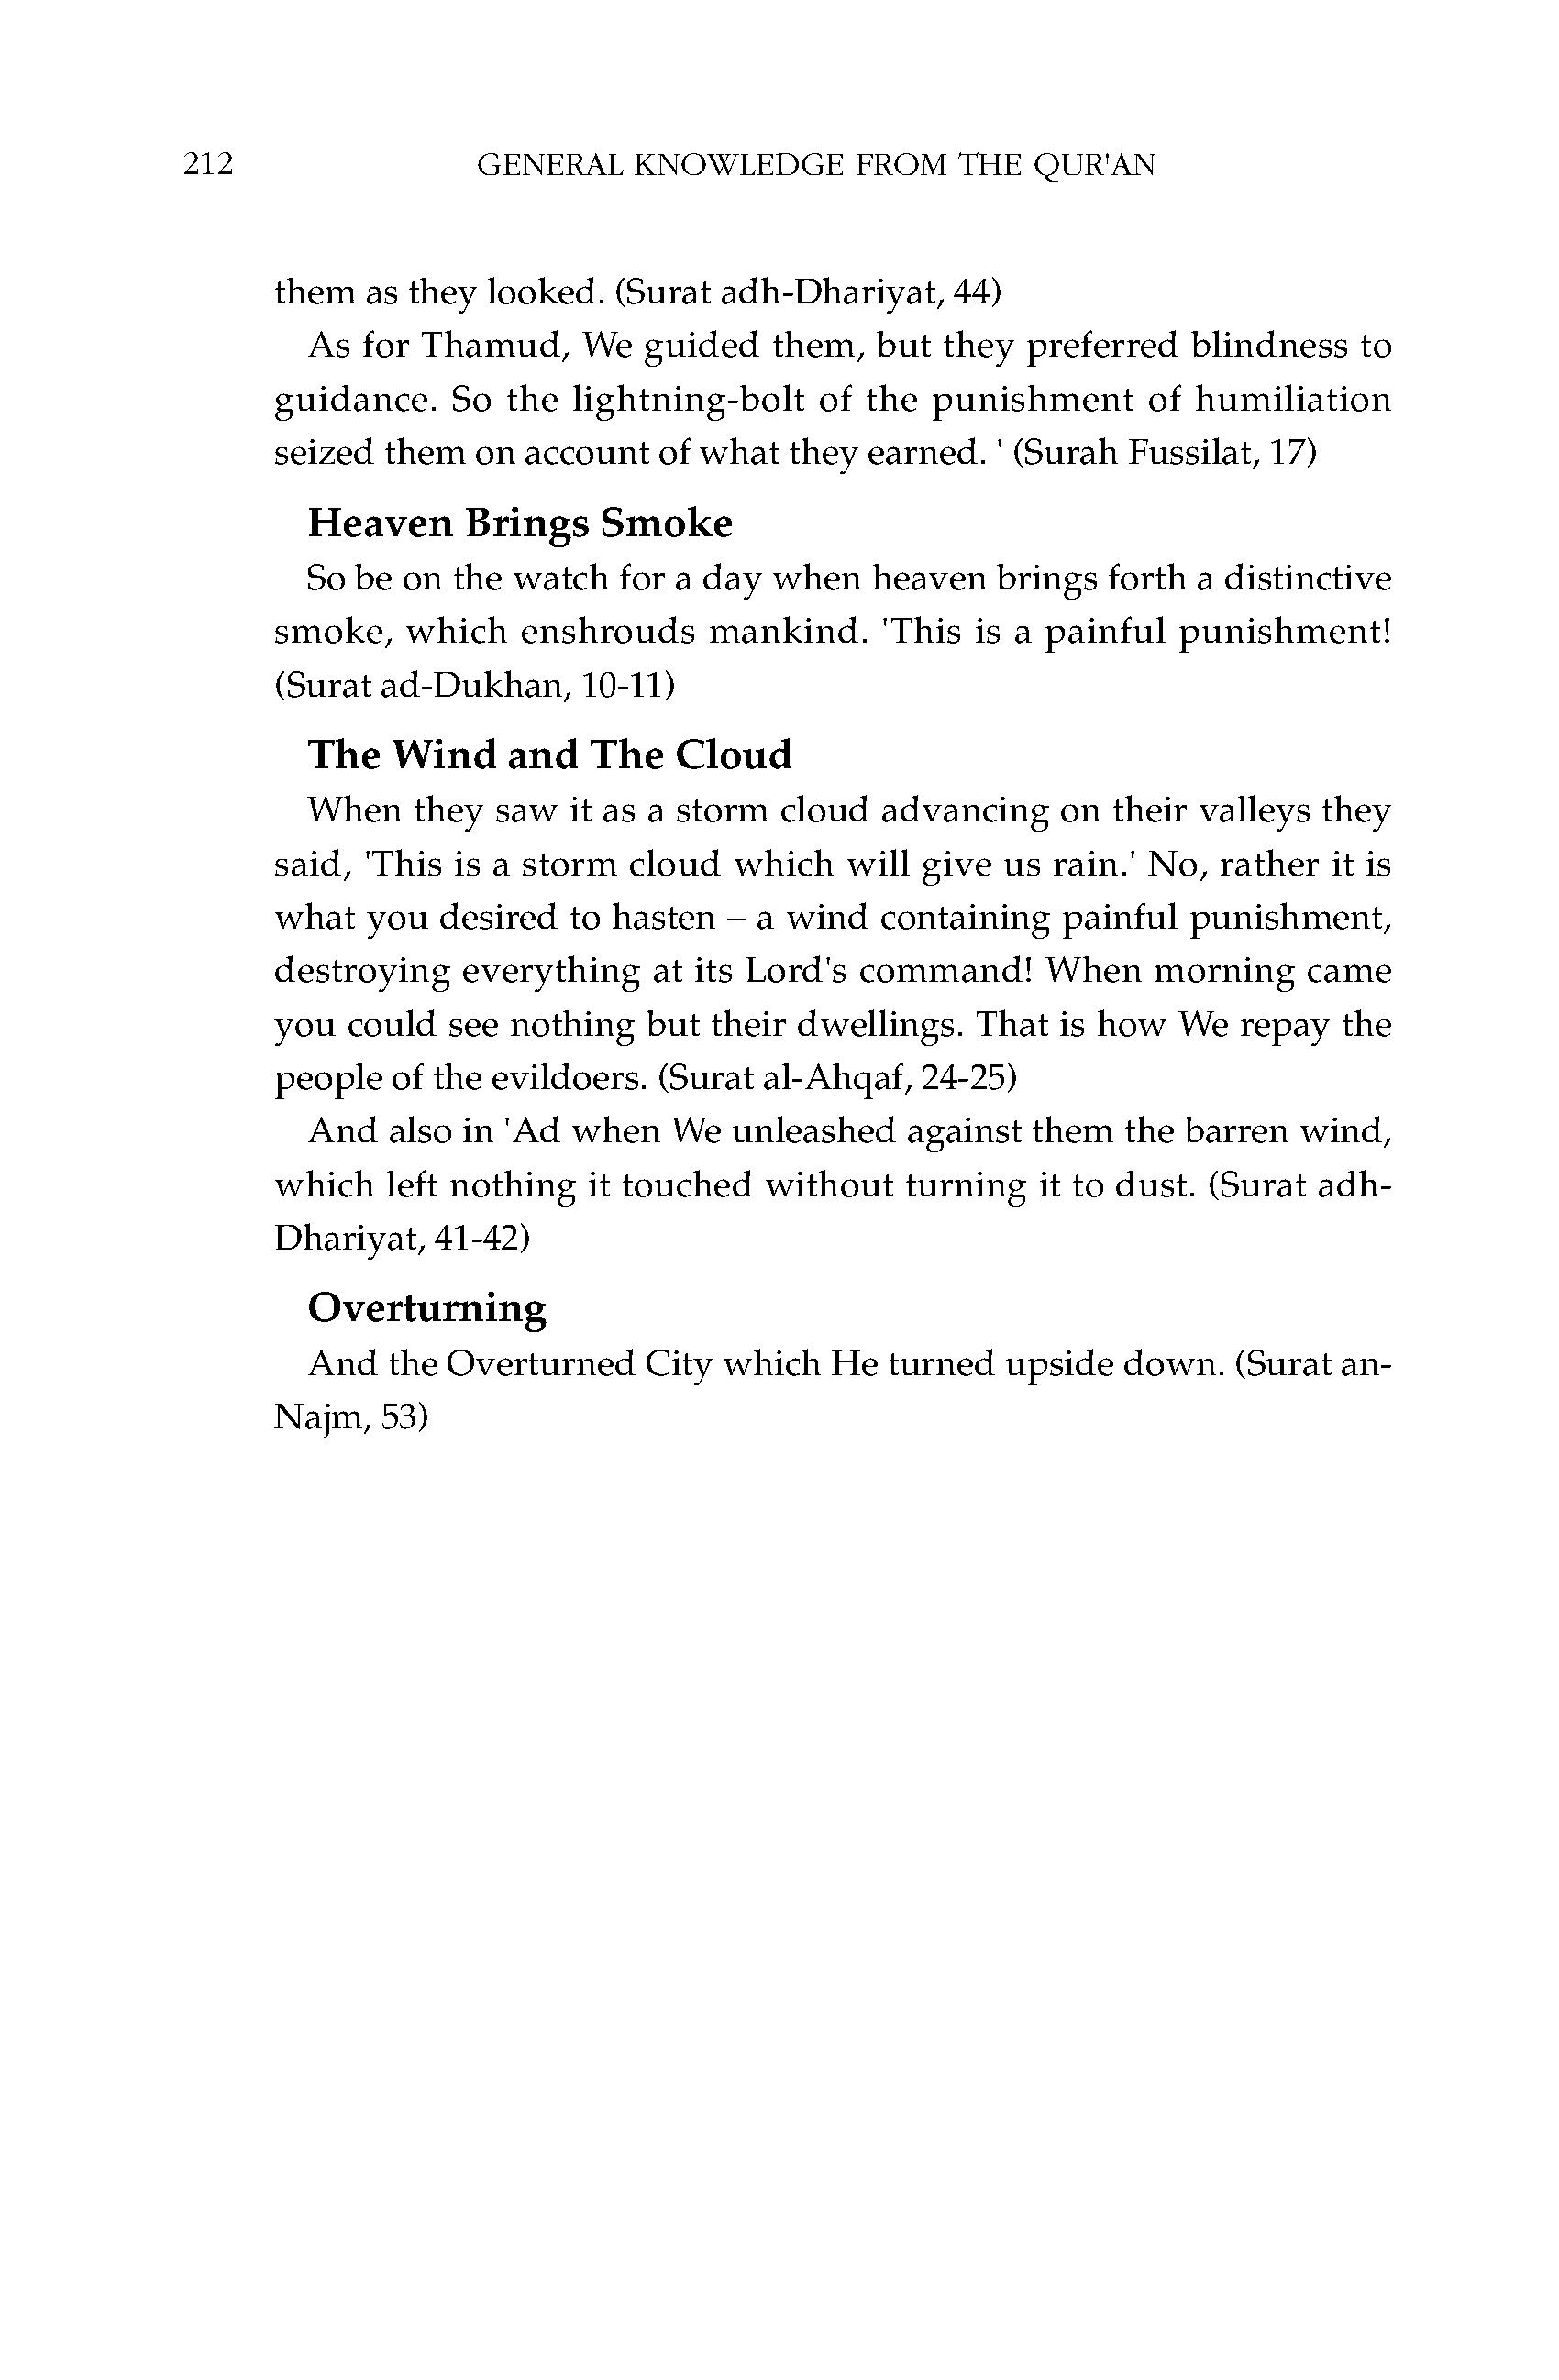 212 GENERAL KNOWLEDGE FROM THE QUR'AN
them as they looked. (Surat adh-Dhariyat, 44)
As for Thamud, We guided them, but they preferred blindness to
guidance. So the lightning-bolt of the punishment of humiliation
seized them on account of what they earned. ' (Surah Fussilat, 17)
Heaven Brings Smoke
So be on the watch for a day when heaven brings forth a distinctive
smoke, which enshrouds mankind. 'This is a painful punishment!
(Surat ad-Dukhan, 10-11)
The Wind and The Cloud
When they saw it as a storm cloud advancing on their valleys they
said, 'This is a storm cloud which will give us rain.' No, rather it is
what you desired to hasten – a wind containing painful punishment,
destroying everything at its Lord's command! When morning came
you could see nothing but their dwellings. That is how We repay the
people of the evildoers. (Surat al-Ahqaf, 24-25)
And also in 'Ad when We unleashed against them the barren wind,
which left nothing it touched without turning it to dust. (Surat adh-
Dhariyat, 41-42)
Overturning
And the Overturned City which He turned upside down. (Surat an-
Najm, 53)